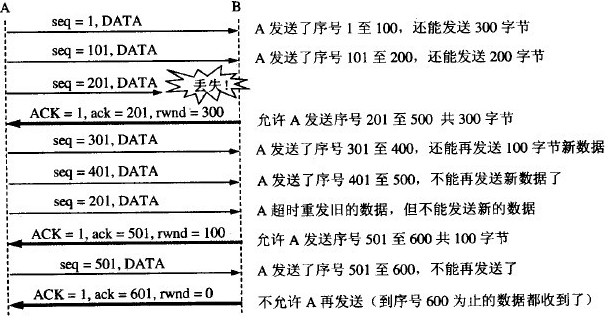 A B
seq = 1, DATA A 发送了序号 1 至 100，还能发送 300 字节
seq = 101, DATA A 发送了序号 101 至 200，还能发送 200 字节
seq = 201, DATA 丢失！
ACK = 1, ack = 201, rwnd = 300 允许 A 发送序号 201 至 500 共 300 字节
seq = 301, DATA A 发送了序号 301 至 400，还能再发送 100 字节新数据
seq = 401, DATA A 发送了序号 401 至 500，不能再发送新数据了
seq = 201, DATA A 超时重发旧的数据，但不能发送新的数据
ACK = 1, ack = 501, rwnd = 100 允许 A 发送序号 501 至 600 共 100 字节
seq = 501, DATA A 发送了序号 501 至 600，不能再发送了
ACK = 1, ack = 601, rwnd = 0 不允许 A 再发送（到序号 600 为止的数据都收到了）